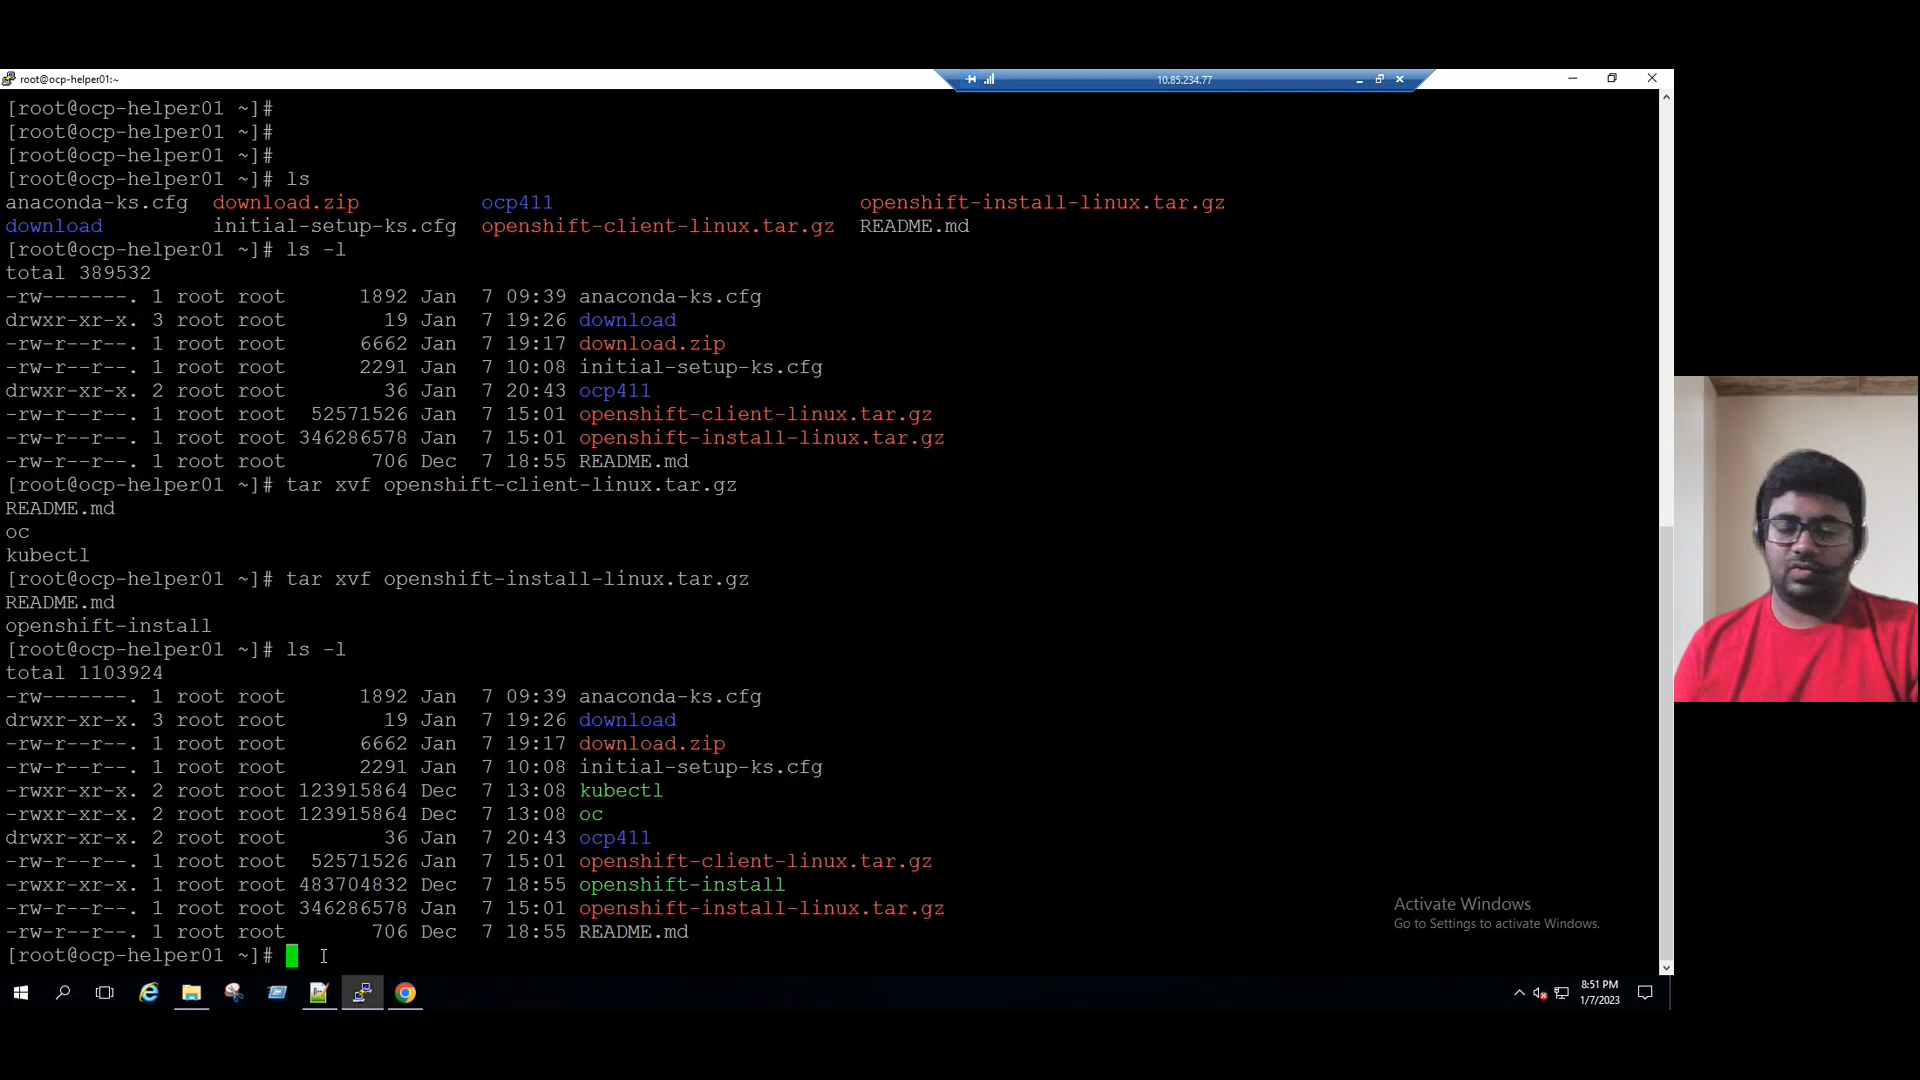 root@ocp-helper01:~
10.85.234.77
[root@ocp-helper01 ~]#
[root@ocp-helper01 ~]#
[root@ocp-helper01 ~]#
[root@ocp-helper01 ~]# ls
anaconda-ks.cfg  download.zip          ocp411                         openshift-install-linux.tar.gz
download         initial-setup-ks.cfg  openshift-client-linux.tar.gz  README.md
[root@ocp-helper01 ~]# ls -l
total 389532
-rw-------. 1 root root      1892 Jan  7 09:39 anaconda-ks.cfg
drwxr-xr-x. 3 root root        19 Jan  7 19:26 download
-rw-r--r--. 1 root root      6662 Jan  7 19:17 download.zip
-rw-r--r--. 1 root root      2291 Jan  7 10:08 initial-setup-ks.cfg
drwxr-xr-x. 2 root root        36 Jan  7 20:43 ocp411
-rw-r--r--. 1 root root  52571526 Jan  7 15:01 openshift-client-linux.tar.gz
-rw-r--r--. 1 root root 346286578 Jan  7 15:01 openshift-install-linux.tar.gz
-rw-r--r--. 1 root root       706 Dec  7 18:55 README.md
[root@ocp-helper01 ~]# tar xvf openshift-client-linux.tar.gz
README.md
oc
kubectl
[root@ocp-helper01 ~]# tar xvf openshift-install-linux.tar.gz
README.md
openshift-install
[root@ocp-helper01 ~]# ls -l
total 1103924
-rw-------. 1 root root      1892 Jan  7 09:39 anaconda-ks.cfg
drwxr-xr-x. 3 root root        19 Jan  7 19:26 download
-rw-r--r--. 1 root root      6662 Jan  7 19:17 download.zip
-rw-r--r--. 1 root root      2291 Jan  7 10:08 initial-setup-ks.cfg
-rwxr-xr-x. 2 root root 123915864 Dec  7 13:08 kubectl
-rwxr-xr-x. 2 root root 123915864 Dec  7 13:08 oc
drwxr-xr-x. 2 root root        36 Jan  7 20:43 ocp411
-rw-r--r--. 1 root root  52571526 Jan  7 15:01 openshift-client-linux.tar.gz
-rwxr-xr-x. 1 root root 483704832 Dec  7 18:55 openshift-install
-rw-r--r--. 1 root root 346286578 Jan  7 15:01 openshift-install-linux.tar.gz
-rw-r--r--. 1 root root       706 Dec  7 18:55 README.md
[root@ocp-helper01 ~]#
Activate Windows
Go to Settings to activate Windows.
8:51 PM
1/7/2023